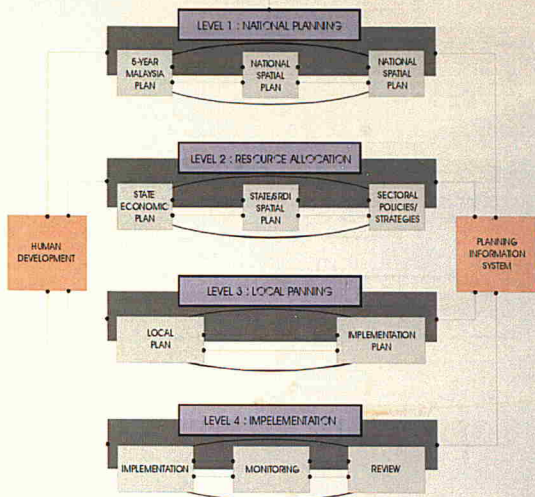 LEVEL 1 : NATIONAL PLANNING
5-YEAR
MALAYSIA
PLAN
NATIONAL
SPATIAL
PLAN
NATIONAL
SPATIAL
PLAN
LEVEL 2 : RESOURCE ALLOCATION
STATE
ECONOMIC
PLAN
STATE/SRDI
SPATIAL
PLAN
SECTORAL
POLICIES/
STRATEGIES
HUMAN
DEVELOPMENT
PLANNING
INFORMATION
SYSTEM
LEVEL 3 : LOCAL PANNING
LOCAL
PLAN
IMPLEMENTATION
PLAN
LEVEL 4 : IMPELEMENTATION
IMPLEMENTATION
MONITORING
REVIEW